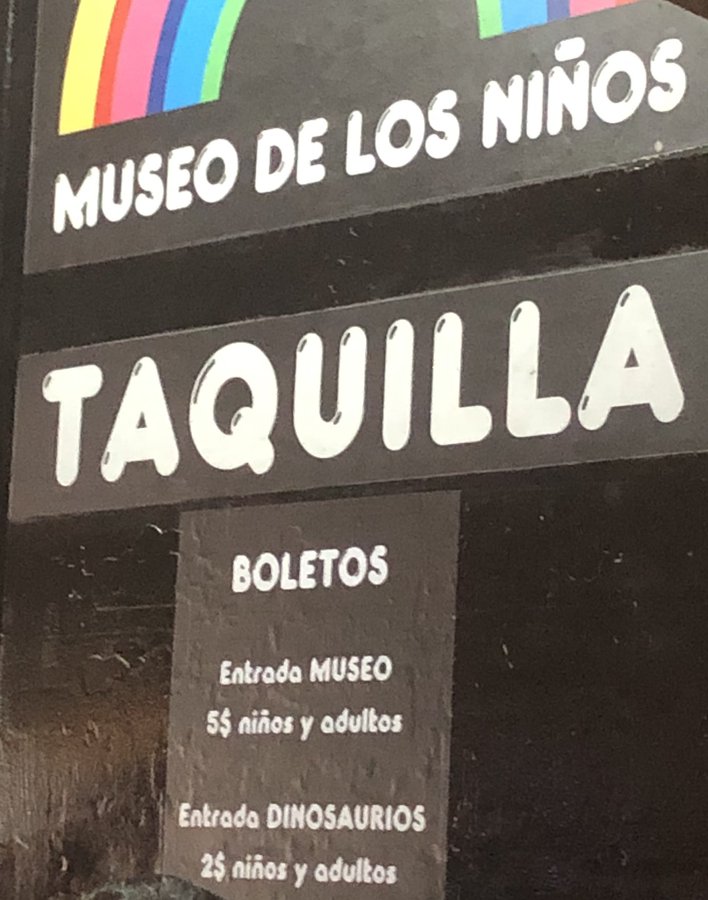 MUSEO DE LOS NIÑOS
TAQUILLA
BOLETOS
Entrada MUSEO
5$ niños y adultos
Entrada DINOSAURIOS
2$ niños y adultos